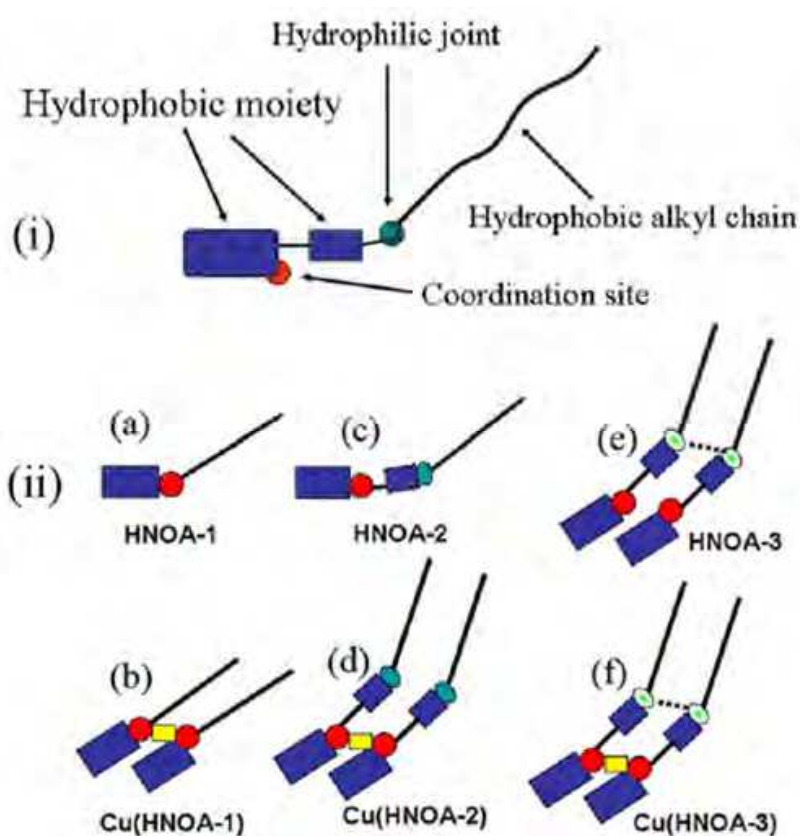 Hydrophilic joint
Hydrophobic moiety
Hydrophobic alkyl chain
(i)
Coordination site
(a)
(c)
(e)
(ii)
HNOA-1
HNOA-2
HNOA-3
(b)
(d)
(f)
Cu(HNOA-1)
Cu(HNOA-2)
Cu(HNOA-3)